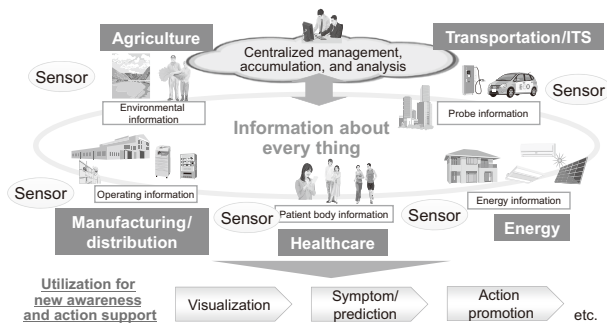 Agriculture
Centralized management,
accumulation, and analysis
Transportation/ITS
Sensor
Sensor
Environmental
information
Probe information
Information about
every thing
Sensor
Operating information
Manufacturing/
distribution
Sensor
Patient body information
Healthcare
Sensor
Energy information
Energy
Utilization for
new awareness
and action support
Visualization
Symptom/
prediction
Action
promotion
etc.